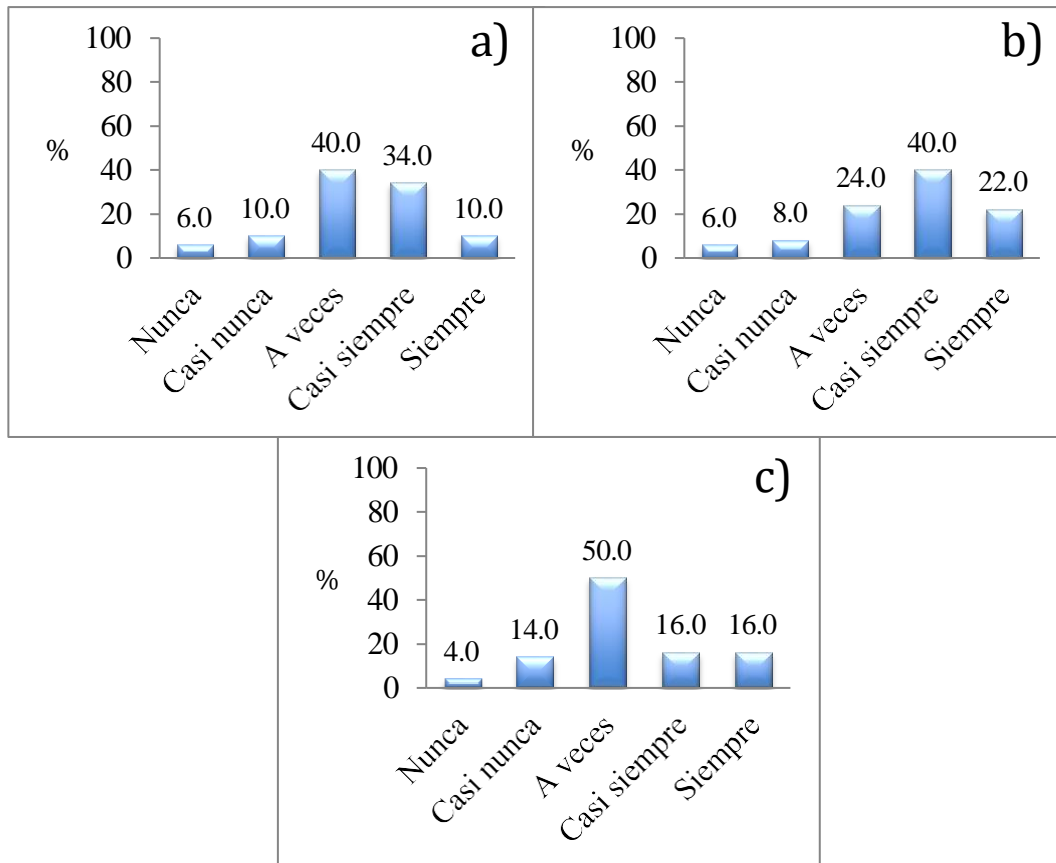 a)
100
80
60
40
20
0
%
6.0
10.0
40.0
34.0
10.0
Nunca
Casi nunca
A veces
Casi siempre
Siempre
b)
100
80
60
40
20
0
%
6.0
8.0
24.0
40.0
22.0
Nunca
Casi nunca
A veces
Casi siempre
Siempre
c)
100
80
60
40
20
0
%
4.0
14.0
50.0
16.0
16.0
Nunca
Casi nunca
A veces
Casi siempre
Siempre